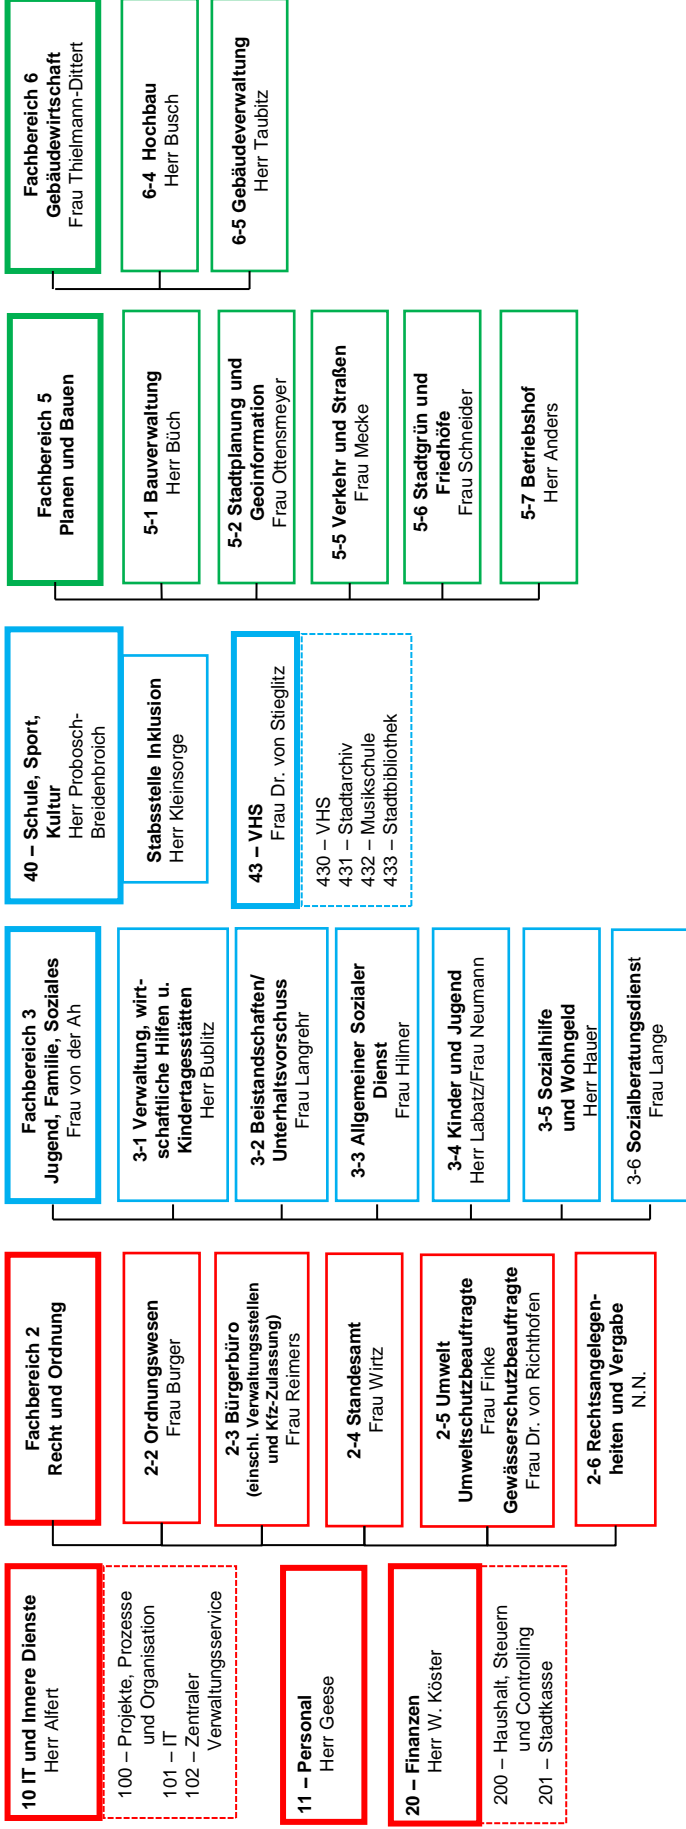 10 IT und Innere Dienste
Herr Alfert
100 – Projekte, Prozesse
und Organisation
101 – IT
102 – Zentraler
Verwaltungsservice
11 – Personal
Herr Geese
20 – Finanzen
Herr W. Köster
200 – Haushalt, Steuern
und Controlling
201 – Stadtkasse
Fachbereich 2
Recht und Ordnung
2-2 Ordnungswesen
Frau Burger
2-3 Bürgerbüro
(einschl. Verwaltungsstellen
und Kfz-Zulassung)
Frau Reimers
2-4 Standesamt
Frau Wirtz
2-5 Umwelt
Umweltschutzbeauftragte
Frau Finke
Gewässerschutzbeauftragte
Frau Dr. von Richthofen
2-6 Rechtsangelegen-
heiten und Vergabe
N.N.
Fachbereich 3
Jugend, Familie, Soziales
Frau von der Ah
3-1 Verwaltung, wirt-
schaftliche Hilfen u.
Kindertagesstätten
Herr Bublitz
3-2 Beistandschaften/
Unterhaltsvorschuss
Frau Langrehr
3-3 Allgemeiner Sozialer
Dienst
Frau Hilmer
3-4 Kinder und Jugend
Herr Labatz/Frau Neumann
3-5 Sozialhilfe
und Wohngeld
Herr Hauer
3-6 Sozialberatungsdienst
Frau Lange
40 – Schule, Sport,
Kultur
Herr Probosch-
Breidenbroich
Stabsstelle Inklusion
Herr Kleinsorge
43 – VHS
Frau Dr. von Stieglitz
430 – VHS
431 – Stadtarchiv
432 – Musikschule
433 – Stadtbibliothek
Fachbereich 5
Planen und Bauen
5-1 Bauverwaltung
Herr Büch
5-2 Stadtplanung und
Geoinformation
Frau Ottensmeyer
5-5 Verkehr und Straßen
Frau Mecke
5-6 Stadtgrün und
Friedhöfe
Frau Schneider
5-7 Betriebshof
Herr Anders
Fachbereich 6
Gebäudewirtschaft
Frau Thielmann-Dittert
6-4 Hochbau
Herr Busch
6-5 Gebäudeverwaltung
Herr Taubitz